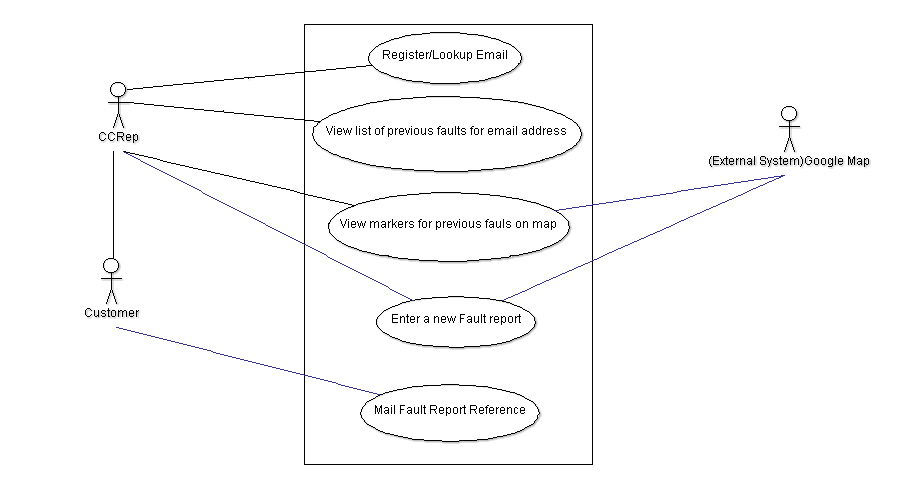 Register/Lookup Email
CCRep
View list of previous faults for email address
(External System)Google Map
View markers for previous fauls on map
Customer
Enter a new Fault report
Mail Fault Report Reference